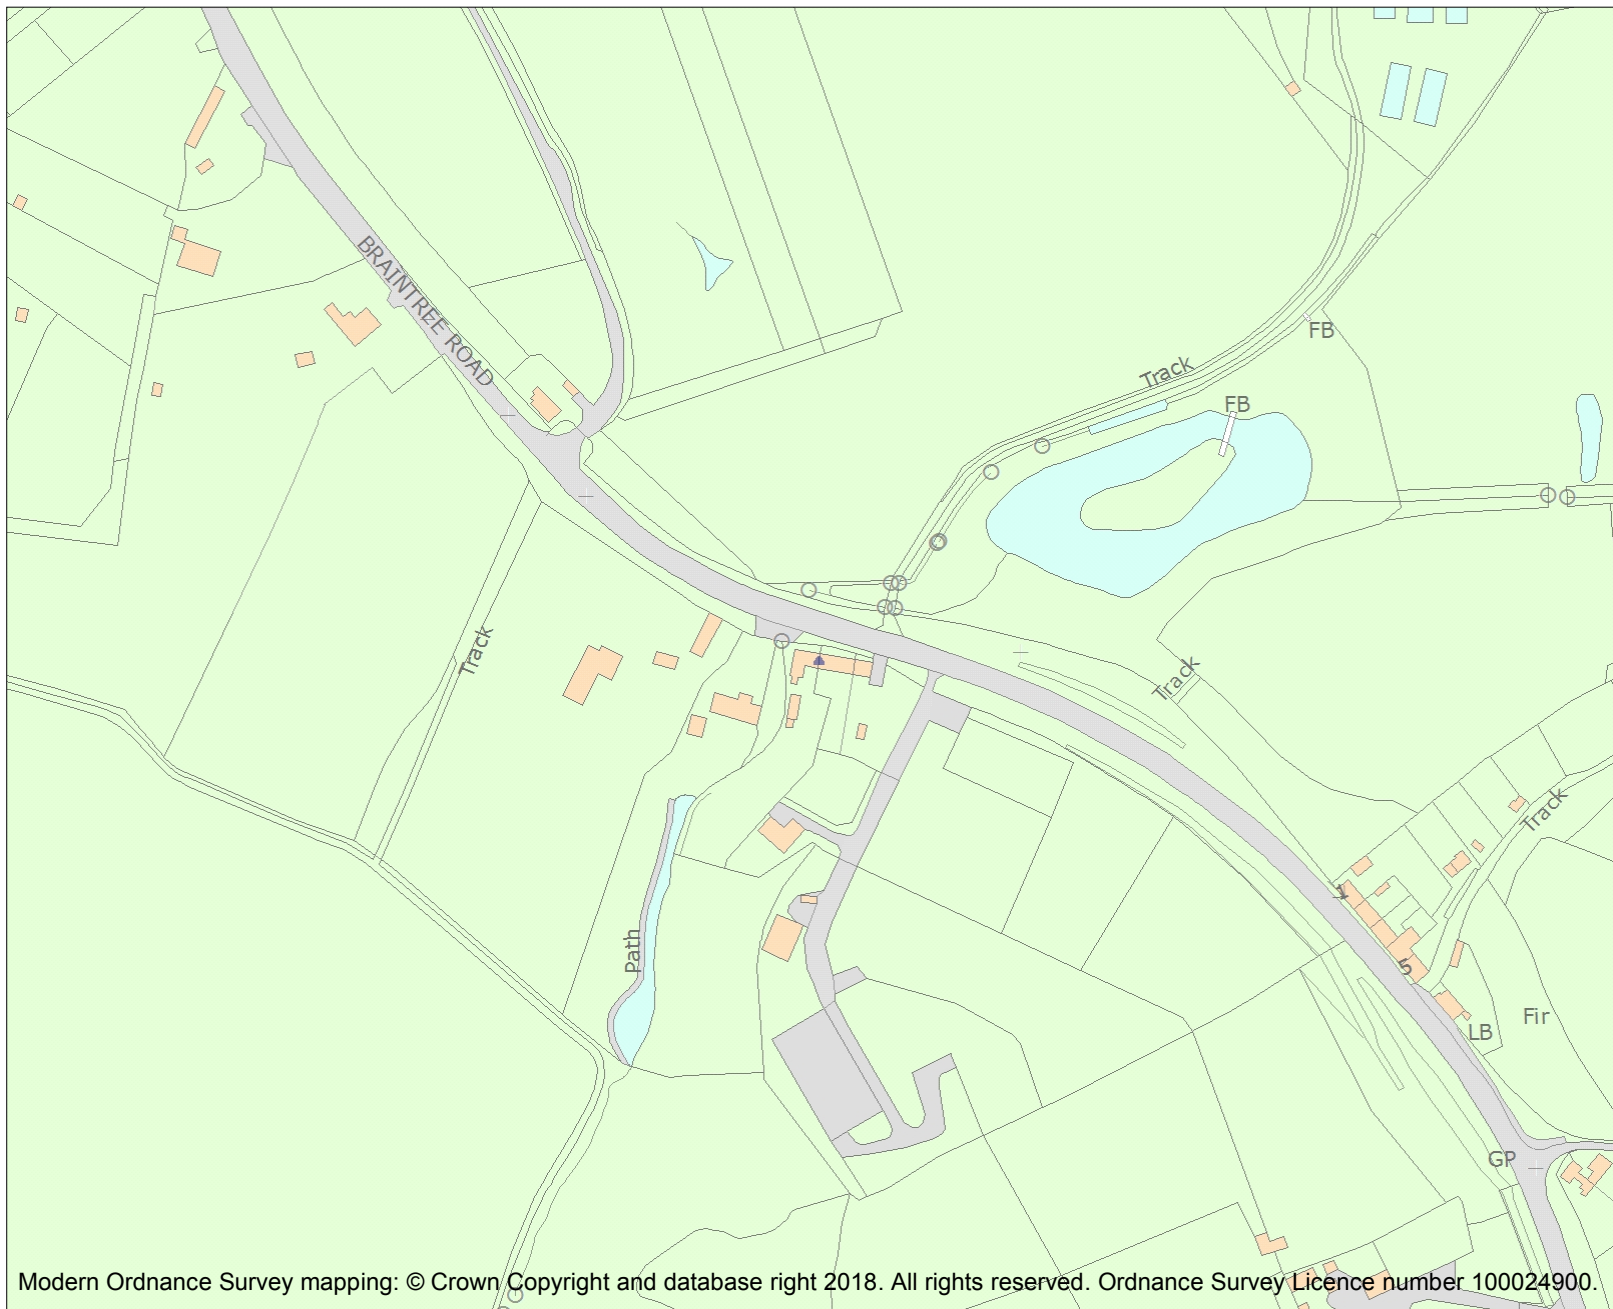 BRAINTREE ROAD
FB
Track
FB
Track
Track
Track
1
5
Path
Fir
LB
GP
Modern Ordnance Survey mapping: © Crown Copyright and database right 2018. All rights reserved. Ordnance Survey Licence number 100024900.